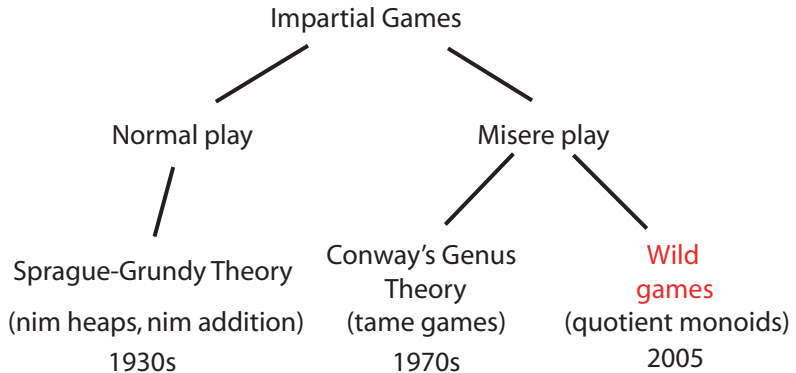 Impartial Games
Normal play
Misere play
Sprague-Grundy Theory
(nim heaps, nim addition)
1930s
Conway's Genus
Theory
(tame games)
1970s
Wild
games
(quotient monoids)
2005